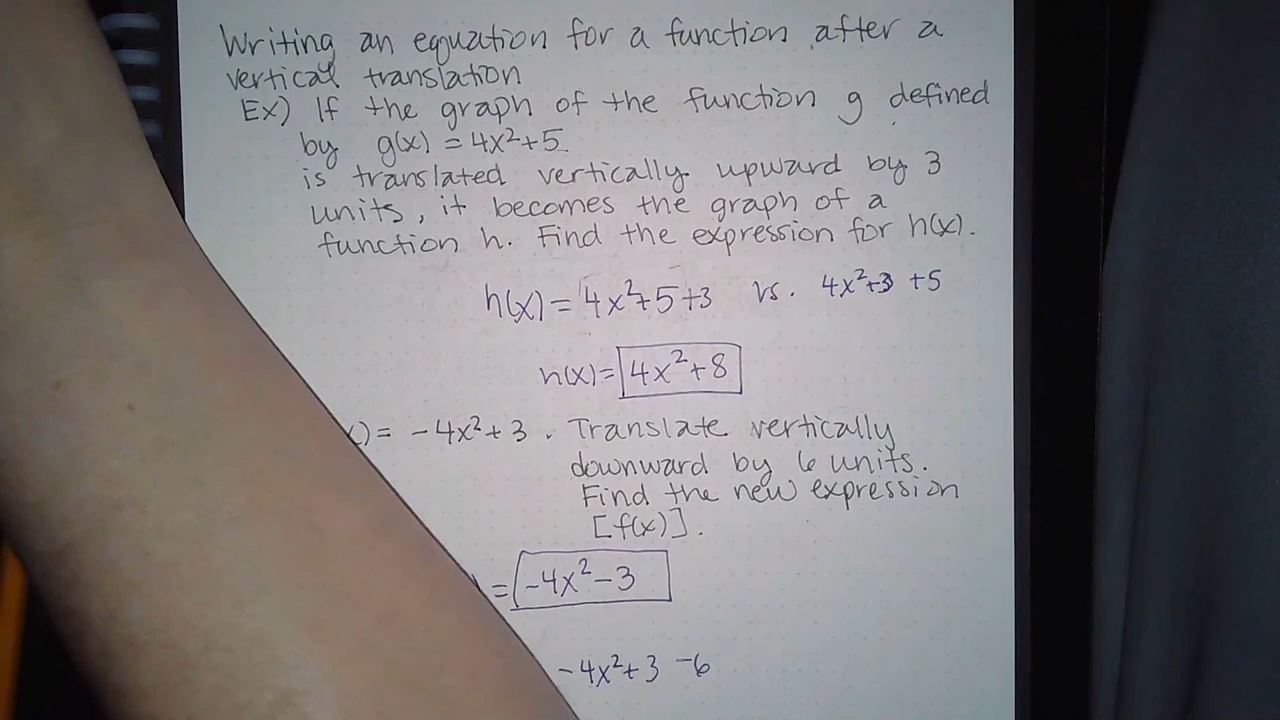 Writing an equation for a function after a
vertical translation
Ex) If the graph of the function g defined
by g(x) = 4x²+5.
is translated vertically upward by 3
units, it becomes the graph of a
function h. Find the expression for h(x).
h(x) = 4x²+5+3 vs. 4x²+3 +5
h(x) = 4x²+8
) = -4x²+3. Translate vertically
downward by 6 units.
Find the new expression
[f(x)].
= -4x²-3
-4x²+3 -6